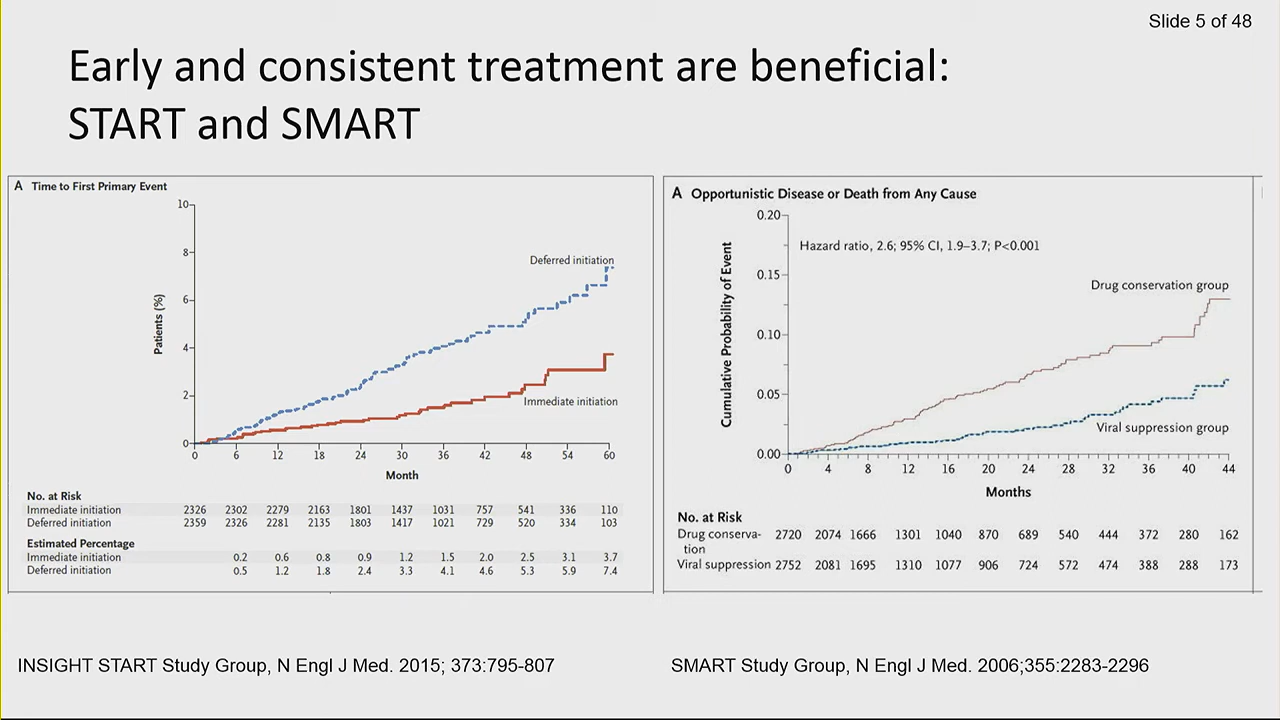 Slide 5 of 48
Early and consistent treatment are beneficial:
START and SMART
A Time to First Primary Event
10
8
6
4
2
0
Patients (%)
Deferred initiation
Immediate initiation
0 6 12 18 24 30 36 42 48 54 60
Month
No. at Risk
Immediate initiation 2326 2302 2279 2163 1801 1437 1031 757 541 336 110
Deferred initiation 2359 2326 2281 2135 1803 1417 1021 729 520 334 103
Estimated Percentage
Immediate initiation 0.2 0.6 0.8 0.9 1.2 1.5 2.0 2.5 3.1 3.7
Deferred initiation 0.5 1.2 1.8 2.4 3.3 4.1 4.6 5.3 5.9 7.4
A Opportunistic Disease or Death from Any Cause
0.20
0.15
0.10
0.05
0.00
Cumulative Probability of Event
Hazard ratio, 2.6; 95% CI, 1.9–3.7; P<0.001
Drug conservation group
Viral suppression group
0 4 8 12 16 20 24 28 32 36 40 44
Months
No. at Risk
Drug conserva- 2720 2074 1666 1301 1040 870 689 540 444 372 280 162
tion
Viral suppression 2752 2081 1695 1310 1077 906 724 572 474 388 288 173
INSIGHT START Study Group, N Engl J Med. 2015; 373:795-807
SMART Study Group, N Engl J Med. 2006;355:2283-2296